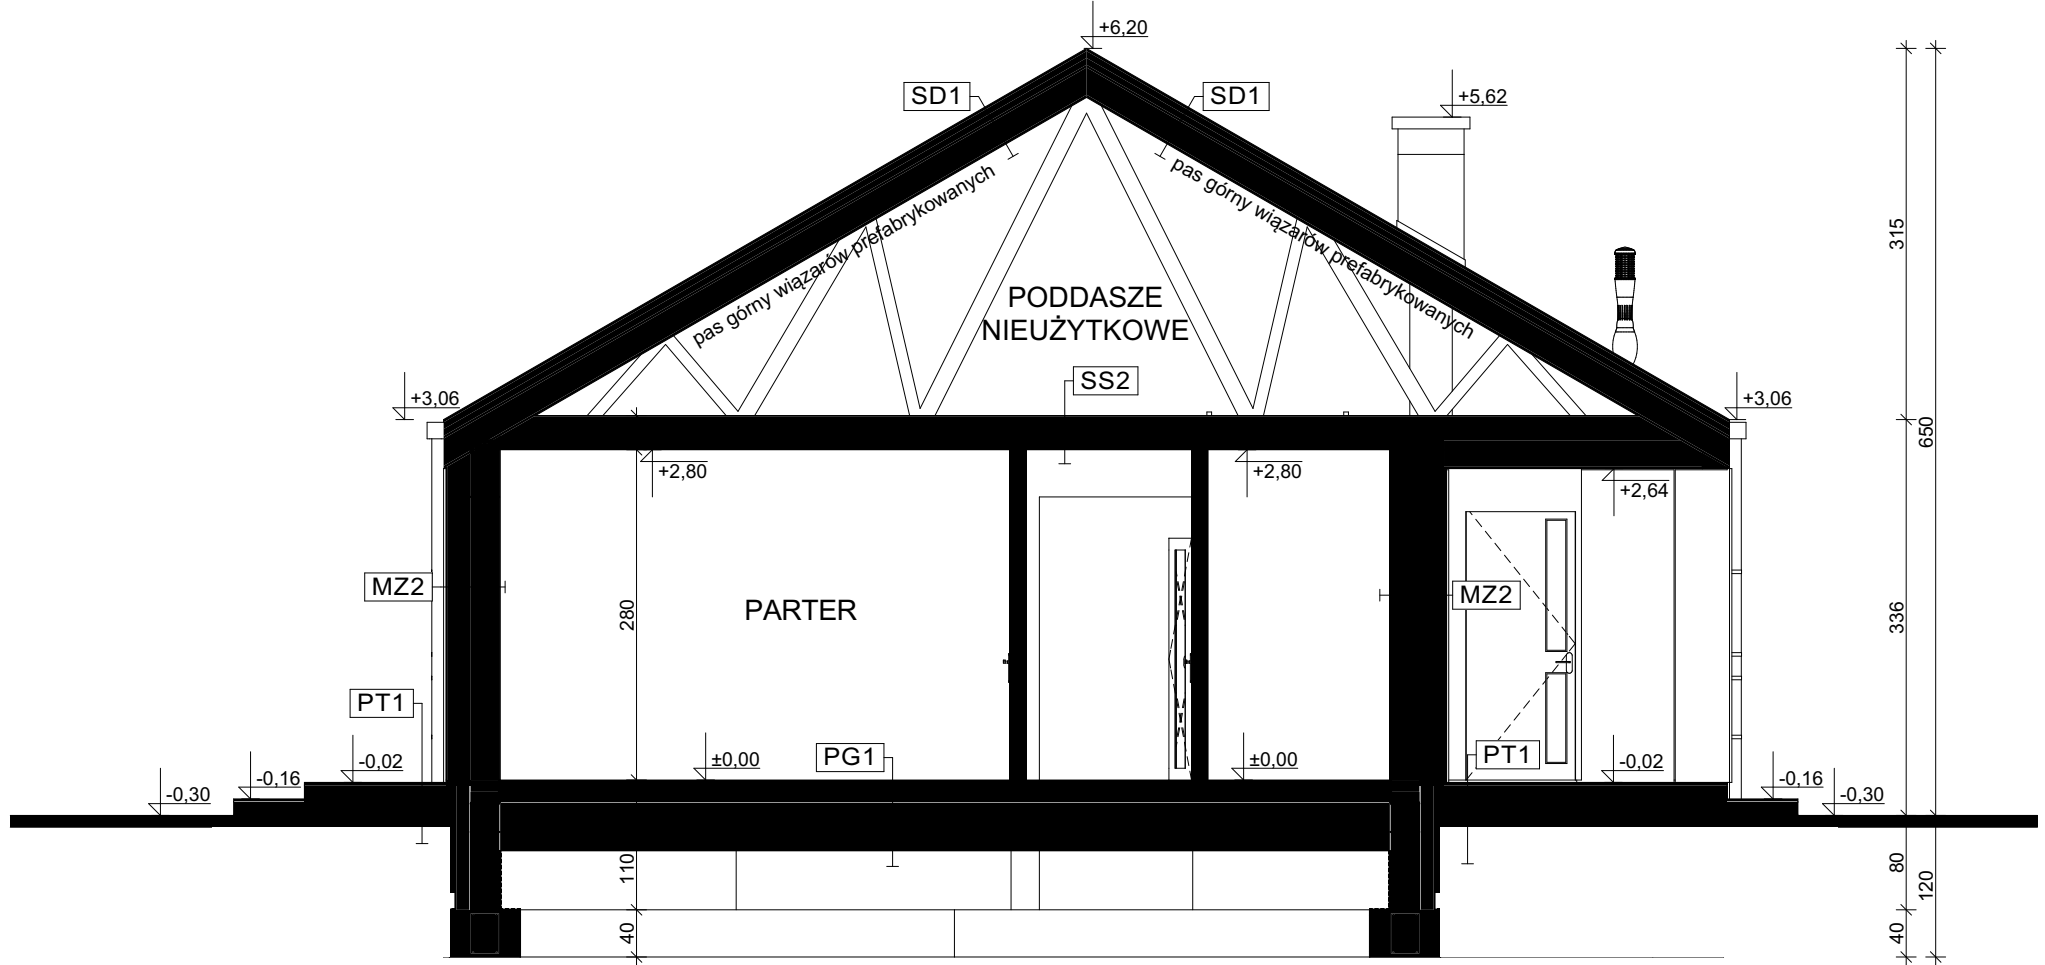 +6,20
SD1
SD1
+5,62
pas górny wiązarów prefabrykowanych
pas górny wiązarów prefabrykowanych
315
PODDASZE
NIEUŻYTKOWE
SS2
+3,06
+3,06
650
+2,80
+2,80
+2,64
MZ2
MZ2
280
PARTER
336
PT1
PG1
PT1
±0,00
±0,00
-0,02
-0,02
-0,16
-0,16
-0,30
-0,30
110
80
120
40
40